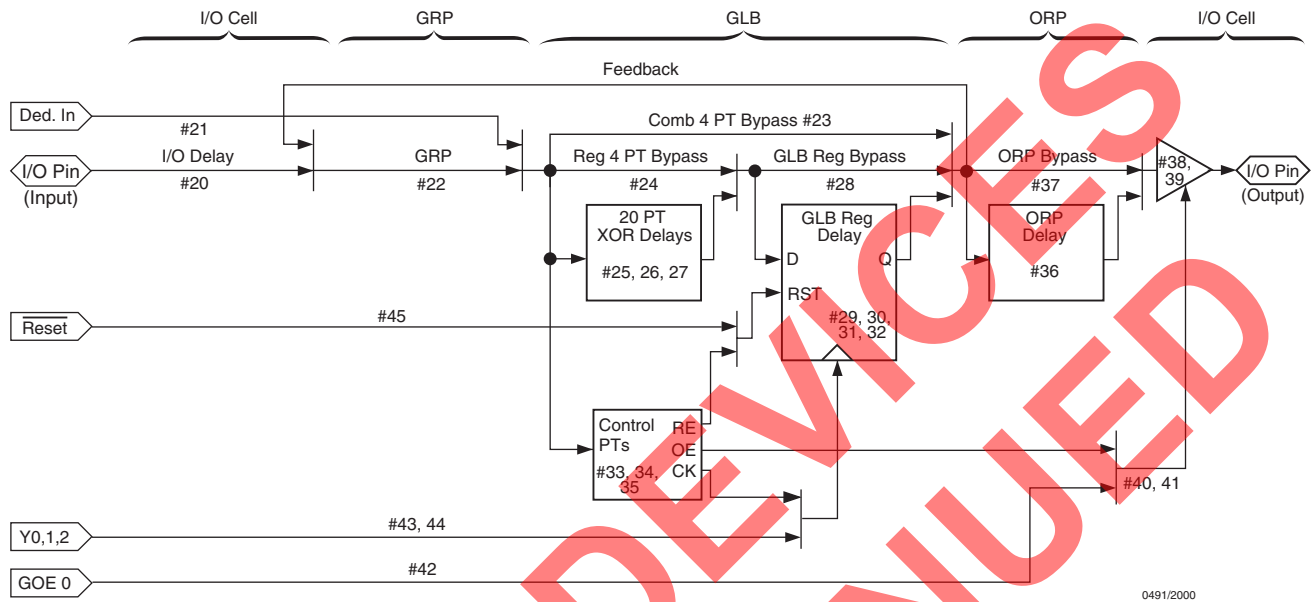 I/O Cell GRP GLB ORP I/O Cell
Feedback
Ded. In
#21
Comb 4 PT Bypass #23
I/O Pin
(Input)
I/O Delay
#20
GRP
#22
Reg 4 PT Bypass
#24
GLB Reg Bypass
#28
ORP Bypass
#37
#38,
39
I/O Pin
(Output)
20 PT
XOR Delays
#25, 26, 27
GLB Reg
Delay
D Q
RST
#29, 30,
31, 32
ORP
Delay
#36
Reset
#45
Control
PTs
RE
OE
CK
#33, 34,
35
#40, 41
Y0,1,2
#43, 44
GOE 0
#42
0491/2000
DEVICES
NUED